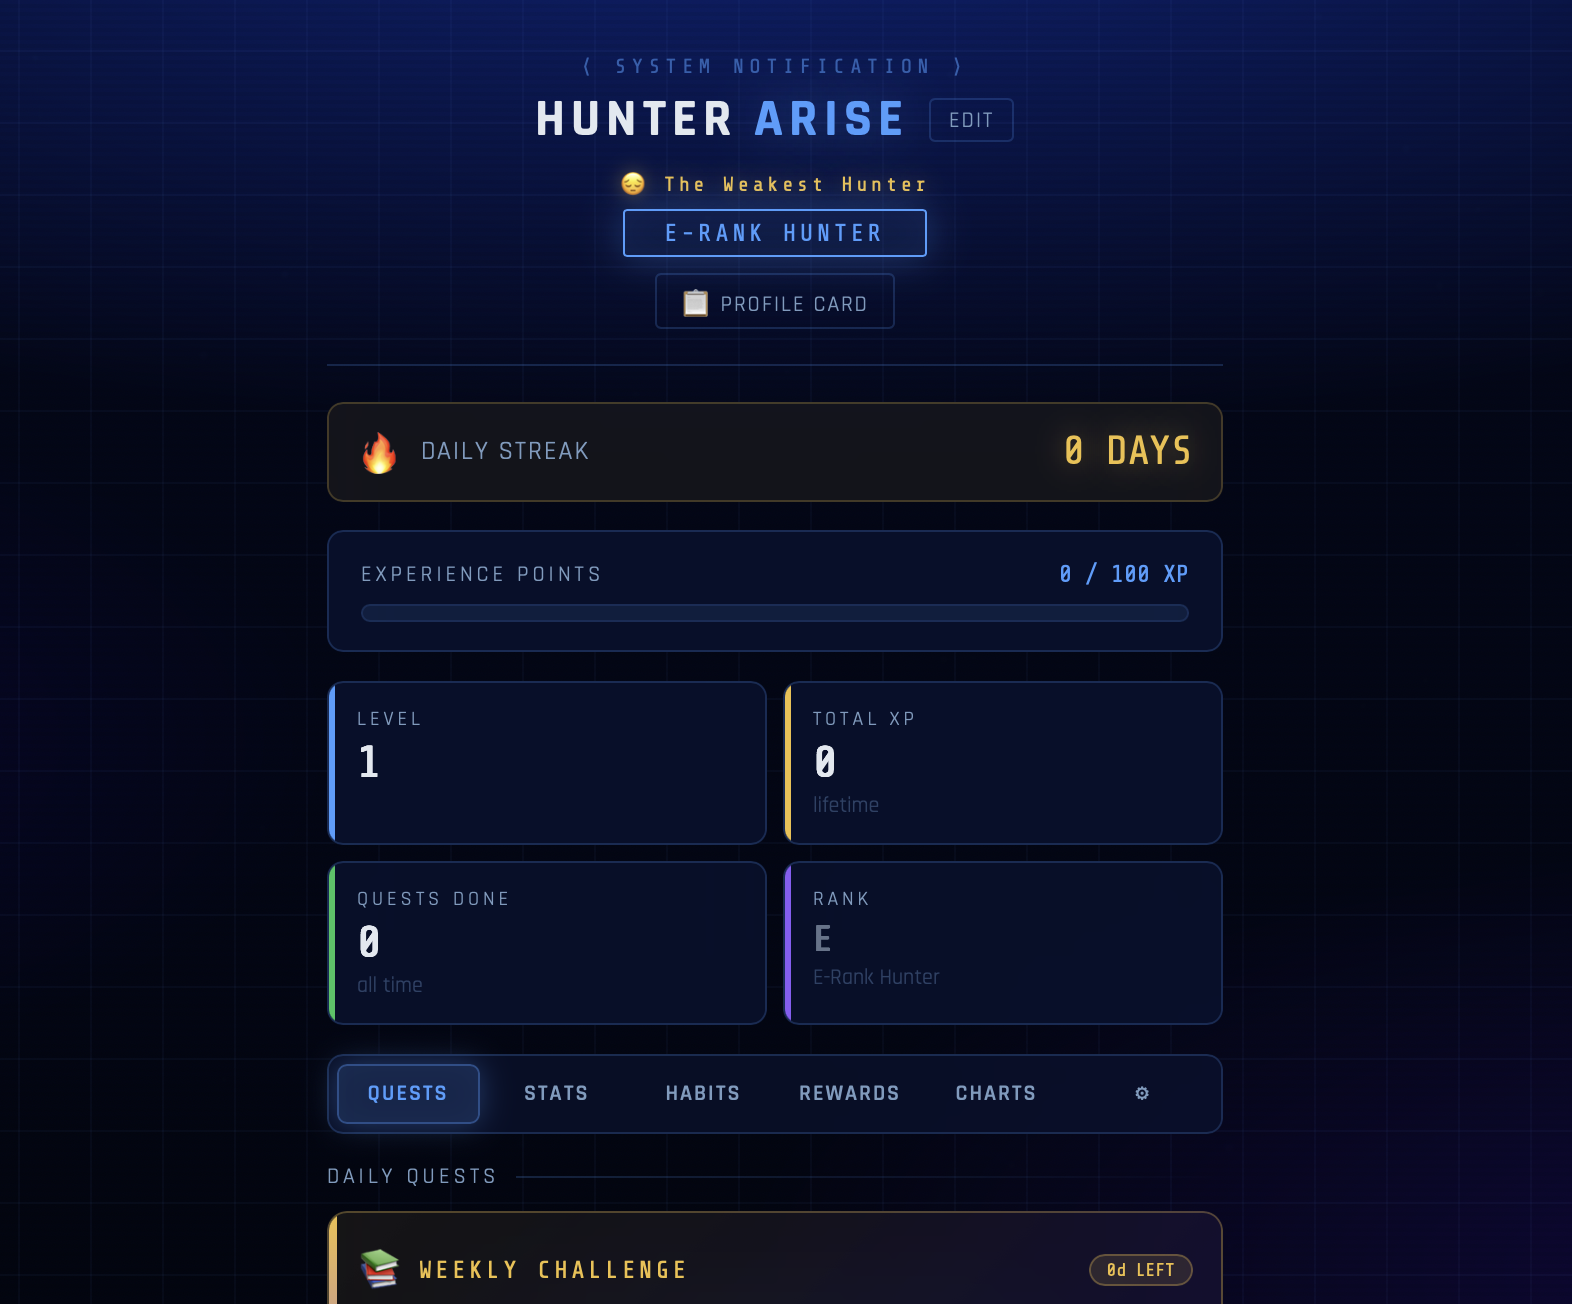 ⟨ SYSTEM NOTIFICATION ⟩
HUNTER ARISE EDIT
The Weakest Hunter
E-RANK HUNTER
PROFILE CARD
DAILY STREAK 0 DAYS
EXPERIENCE POINTS 0 / 100 XP
LEVEL
1
TOTAL XP
0
lifetime
QUESTS DONE
0
all time
RANK
E
E-Rank Hunter
QUESTS STATS HABITS REWARDS CHARTS
DAILY QUESTS
WEEKLY CHALLENGE 0d LEFT